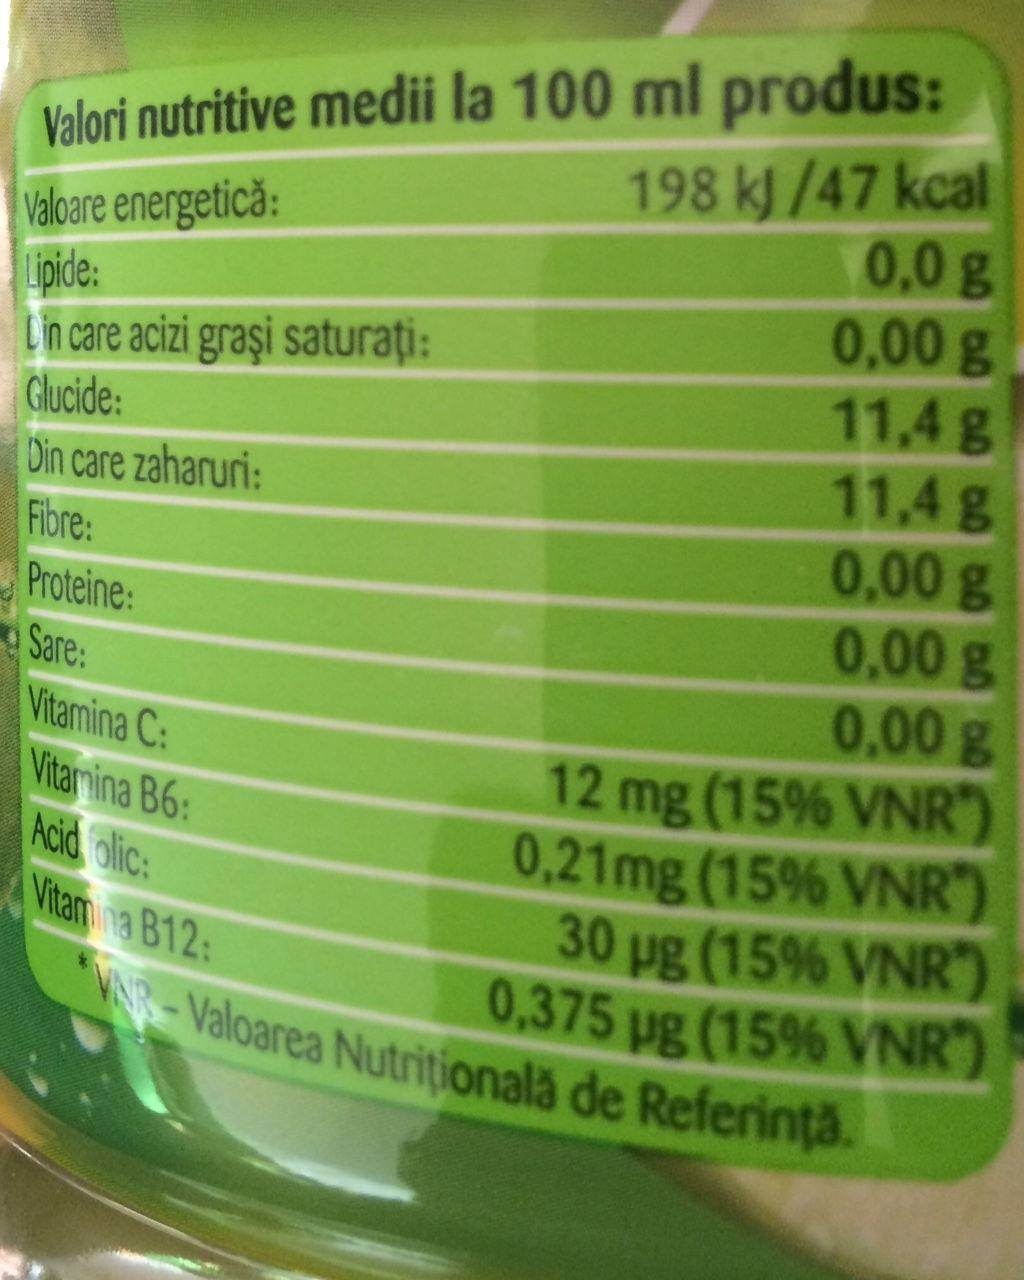 Valori nutritive medii la 100 ml produs:
Valoare energetică: 198 kJ /47 kcal
Lipide: 0,0 g
Din care acizi grași saturați: 0,00 g
Glucide: 11,4 g
Din care zaharuri: 11,4 g
Fibre: 0,00 g
Proteine: 0,00 g
Sare: 0,00 g
Vitamina C: 12 mg (15% VNR*)
Vitamina B6: 0,21mg (15% VNR*)
Acid folic: 30 µg (15% VNR*)
Vitamina B12: 0,375 µg (15% VNR*)
* VNR - Valoarea Nutrițională de Referință.